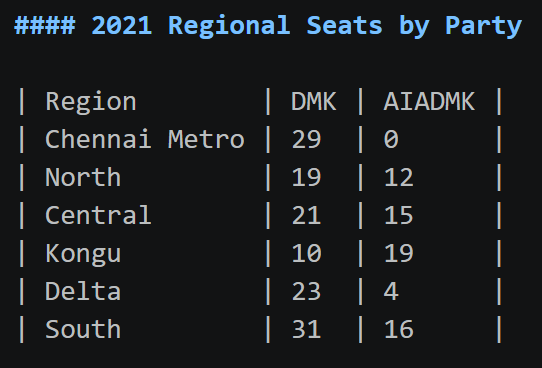 #### 2021 Regional Seats by Party
| Region | DMK | AIADMK |
| Chennai Metro | 29 | 0 |
| North | 19 | 12 |
| Central | 21 | 15 |
| Kongu | 10 | 19 |
| Delta | 23 | 4 |
| South | 31 | 16 |